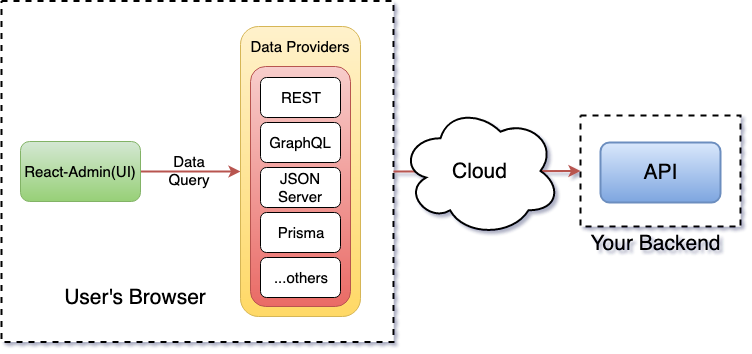 Data Providers
REST
GraphQL
JSON
Server
Prisma
...others
React-Admin(UI)
Data
Query
User's Browser
Cloud
API
Your Backend